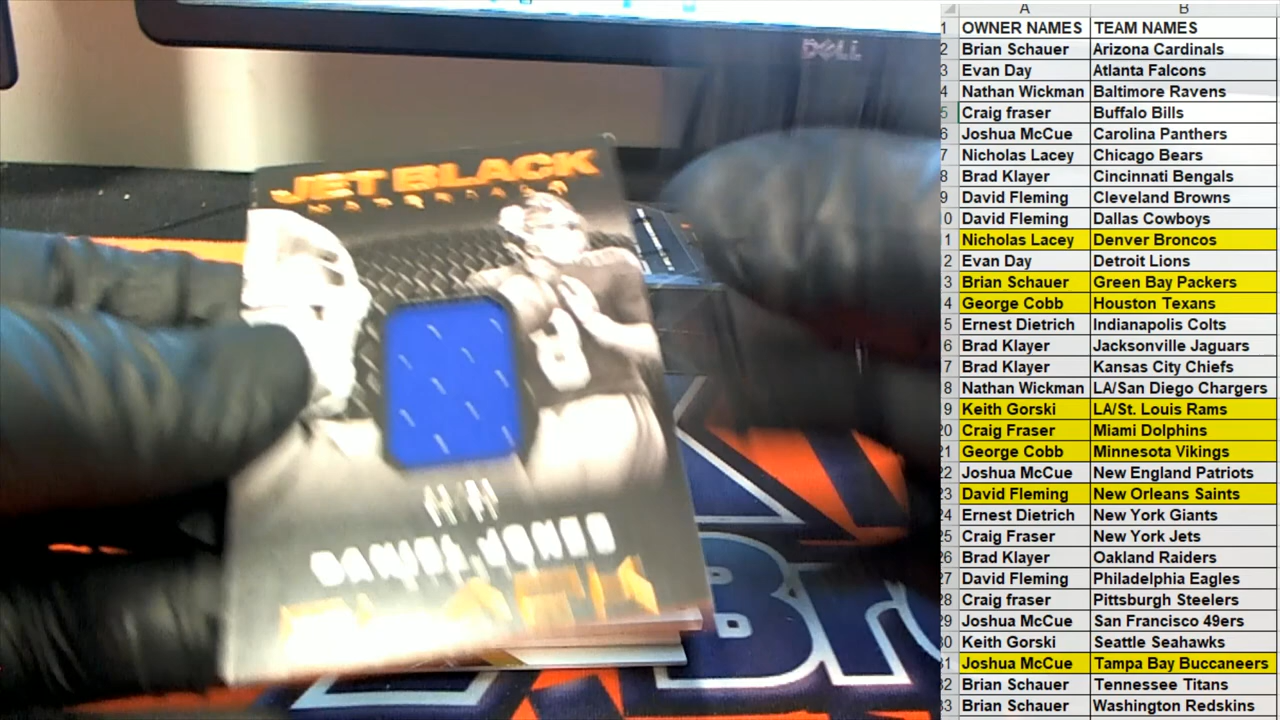 DELL
JET BLACK
MATERIALS
DANIEL JONES
BLACK
Br
A B
1 OWNER NAMES TEAM NAMES
2 Brian Schauer Arizona Cardinals
3 Evan Day Atlanta Falcons
4 Nathan Wickman Baltimore Ravens
5 Craig fraser Buffalo Bills
6 Joshua McCue Carolina Panthers
7 Nicholas Lacey Chicago Bears
8 Brad Klayer Cincinnati Bengals
9 David Fleming Cleveland Browns
0 David Fleming Dallas Cowboys
1 Nicholas Lacey Denver Broncos
2 Evan Day Detroit Lions
3 Brian Schauer Green Bay Packers
4 George Cobb Houston Texans
5 Ernest Dietrich Indianapolis Colts
6 Brad Klayer Jacksonville Jaguars
7 Brad Klayer Kansas City Chiefs
8 Nathan Wickman LA/San Diego Chargers
9 Keith Gorski LA/St. Louis Rams
20 Craig Fraser Miami Dolphins
21 George Cobb Minnesota Vikings
22 Joshua McCue New England Patriots
23 David Fleming New Orleans Saints
24 Ernest Dietrich New York Giants
25 Craig Fraser New York Jets
26 Brad Klayer Oakland Raiders
27 David Fleming Philadelphia Eagles
28 Craig fraser Pittsburgh Steelers
29 Joshua McCue San Francisco 49ers
30 Keith Gorski Seattle Seahawks
31 Joshua McCue Tampa Bay Buccaneers
32 Brian Schauer Tennessee Titans
33 Brian Schauer Washington Redskins